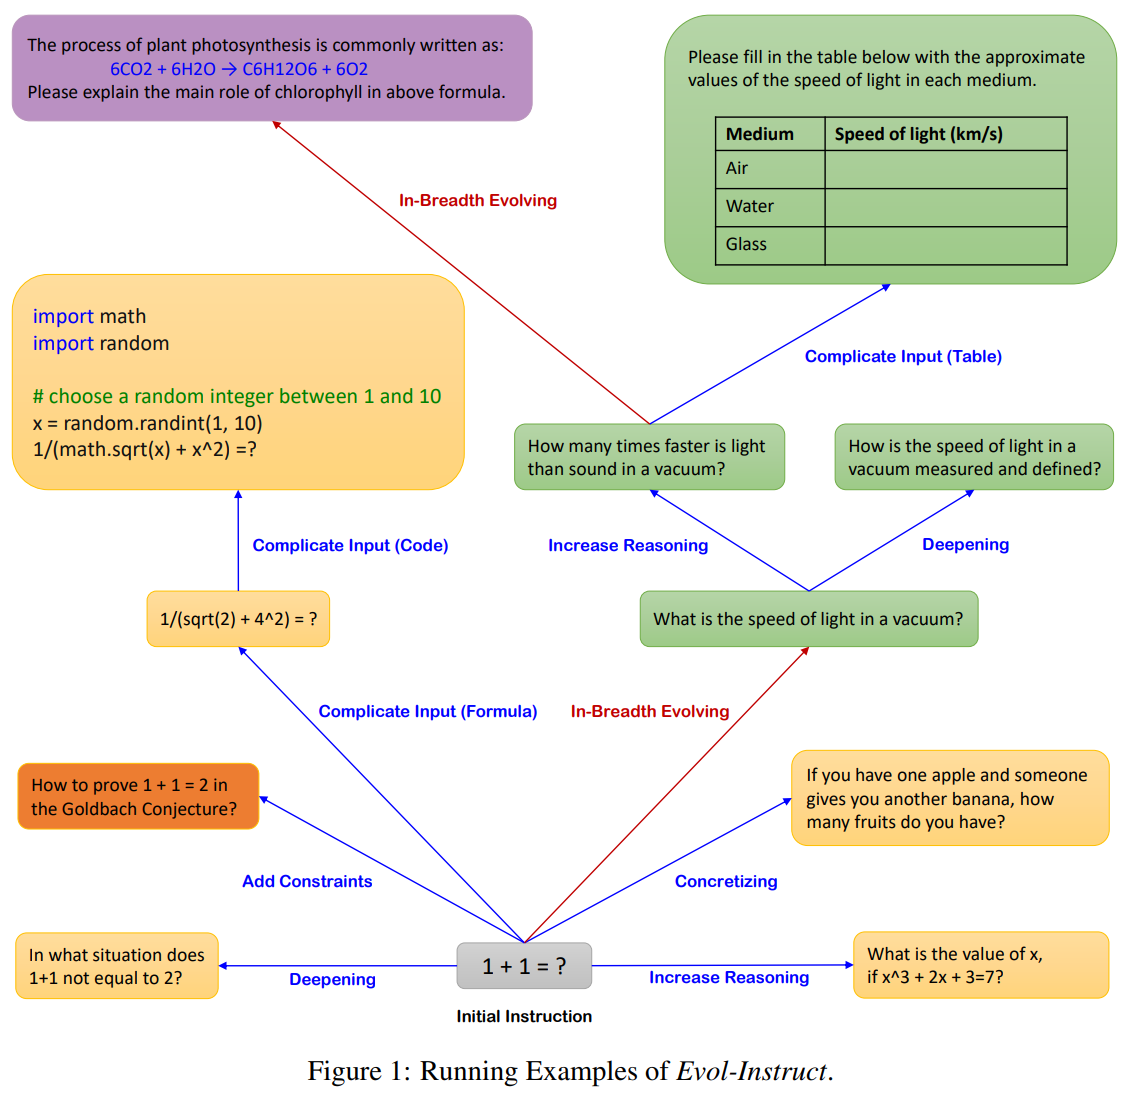 The process of plant photosynthesis is commonly written as:
6CO2 + 6H2O → C6H12O6 + 6O2
Please explain the main role of chlorophyll in above formula.
Please fill in the table below with the approximate
values of the speed of light in each medium.
Medium Speed of light (km/s)
Air
Water
Glass
In-Breadth Evolving
Complicate Input (Table)
import math
import random
# choose a random integer between 1 and 10
x = random.randint(1, 10)
1/(math.sqrt(x) + x^2) =?
How many times faster is light
than sound in a vacuum?
How is the speed of light in a
vacuum measured and defined?
Complicate Input (Code)
Increase Reasoning
Deepening
1/(sqrt(2) + 4^2) = ?
What is the speed of light in a vacuum?
Complicate Input (Formula)
In-Breadth Evolving
How to prove 1 + 1 = 2 in
the Goldbach Conjecture?
If you have one apple and someone
gives you another banana, how
many fruits do you have?
Add Constraints
Concretizing
In what situation does
1+1 not equal to 2?
Deepening
1 + 1 = ?
Increase Reasoning
What is the value of x,
if x^3 + 2x + 3=7?
Initial Instruction
Figure 1: Running Examples of Evol-Instruct.